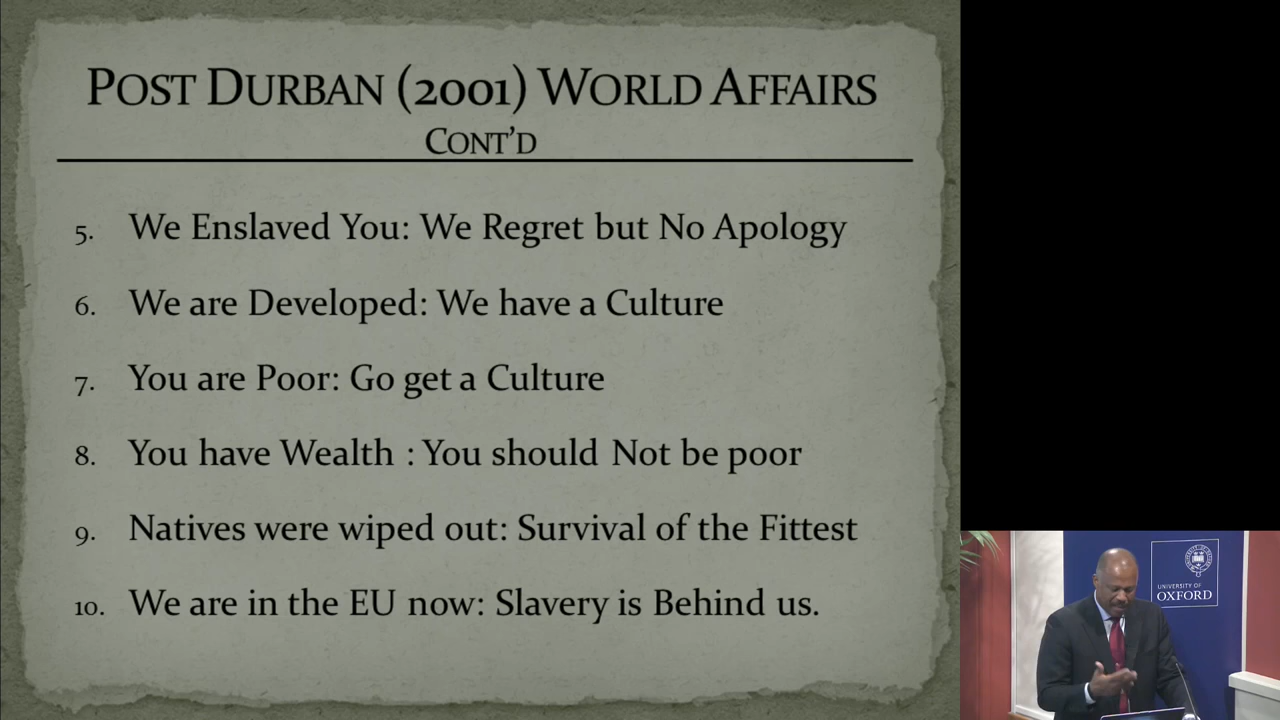 POST DURBAN (2001) WORLD AFFAIRS
CONT'D
5. We Enslaved You: We Regret but No Apology
6. We are Developed: We have a Culture
7. You are Poor: Go get a Culture
8. You have Wealth : You should Not be poor
9. Natives were wiped out: Survival of the Fittest
10. We are in the EU now: Slavery is Behind us.
UNIVERSITY OF
OXFORD